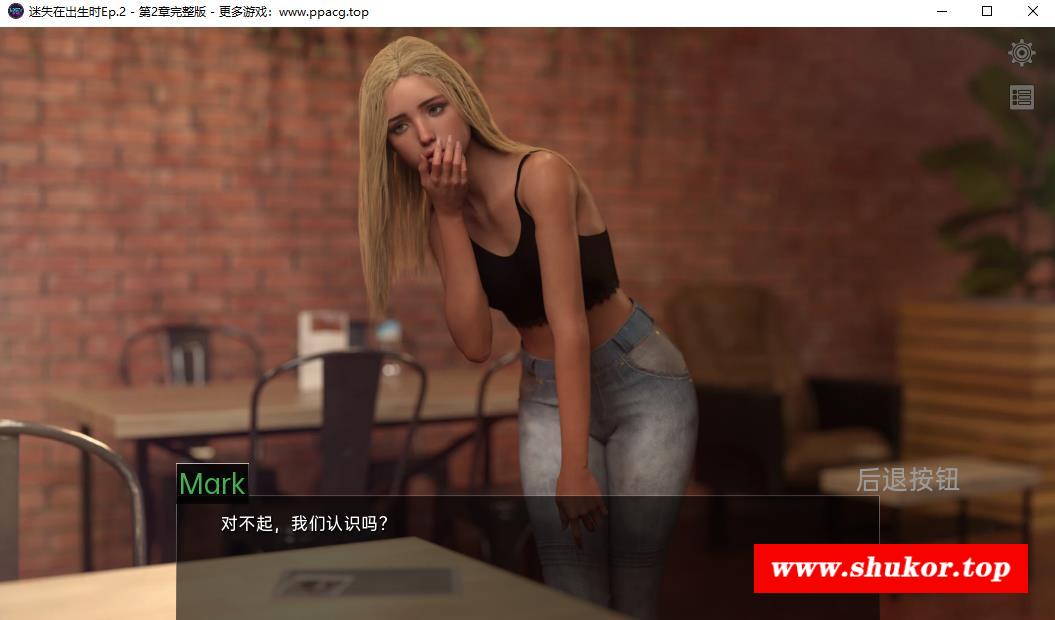 迷失在出生时Ep.2 - 第2章完整版 - 更多游戏：www.ppacg.top
Mark
后退按钮
对不起，我们认识吗？
www.shukor.top